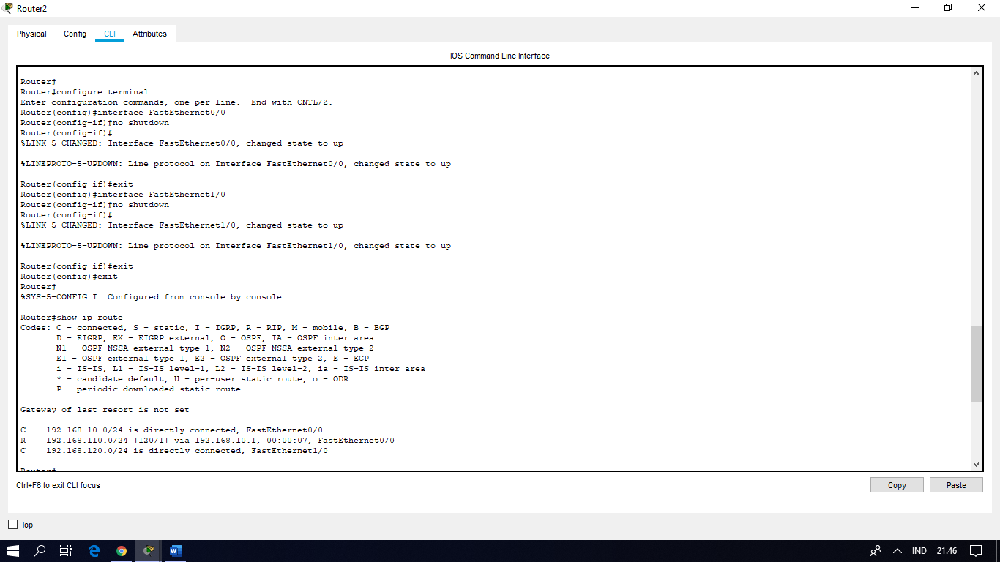 Router2
Physical Config CLI Attributes
IOS Command Line Interface
Router#
Router#configure terminal
Enter configuration commands, one per line.  End with CNTL/Z.
Router(config)#interface FastEthernet0/0
Router(config-if)#no shutdown
Router(config-if)#
%LINK-5-CHANGED: Interface FastEthernet0/0, changed state to up
%LINEPROTO-5-UPDOWN: Line protocol on Interface FastEthernet0/0, changed state to up
Router(config-if)#exit
Router(config)#interface FastEthernet1/0
Router(config-if)#no shutdown
Router(config-if)#
%LINK-5-CHANGED: Interface FastEthernet1/0, changed state to up
%LINEPROTO-5-UPDOWN: Line protocol on Interface FastEthernet1/0, changed state to up
Router(config-if)#exit
Router(config)#exit
Router#
%SYS-5-CONFIG_I: Configured from console by console
Router#show ip route
Codes: C - connected, S - static, I - IGRP, R - RIP, M - mobile, B - BGP
D - EIGRP, EX - EIGRP external, O - OSPF, IA - OSPF inter area
N1 - OSPF NSSA external type 1, N2 - OSPF NSSA external type 2
E1 - OSPF external type 1, E2 - OSPF external type 2, E - EGP
i - IS-IS, L1 - IS-IS level-1, L2 - IS-IS level-2, ia - IS-IS inter area
* - candidate default, U - per-user static route, o - ODR
P - periodic downloaded static route
Gateway of last resort is not set
C    192.168.10.0/24 is directly connected, FastEthernet0/0
R    192.168.110.0/24 [120/1] via 192.168.10.1, 00:00:07, FastEthernet0/0
C    192.168.120.0/24 is directly connected, FastEthernet1/0
Router#
Ctrl+F6 to exit CLI focus
Copy Paste
Top
IND 21.46